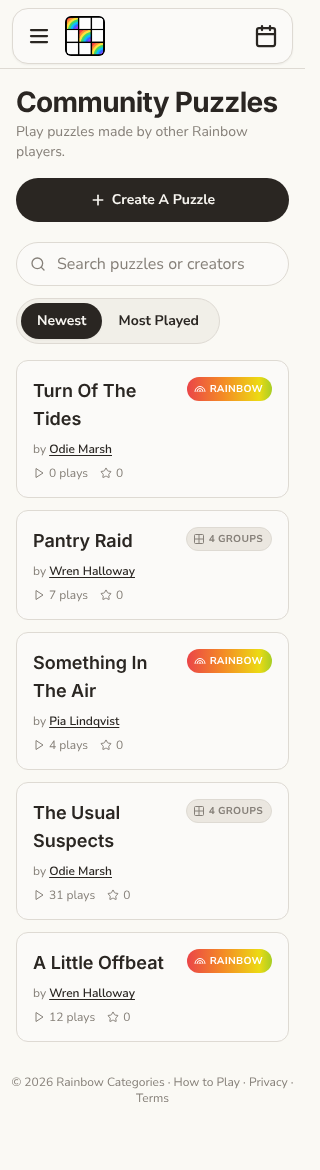 Community Puzzles
Play puzzles made by other Rainbow
players.
Create A Puzzle
Search puzzles or creators
Newest
Most Played
Turn Of The
Tides
RAINBOW
by Odie Marsh
0 plays
0
Pantry Raid
4 GROUPS
by Wren Halloway
7 plays
0
Something In
The Air
RAINBOW
by Pia Lindqvist
4 plays
0
The Usual
Suspects
4 GROUPS
by Odie Marsh
31 plays
0
A Little Offbeat
RAINBOW
by Wren Halloway
12 plays
0
© 2026 Rainbow Categories · How to Play · Privacy ·
Terms